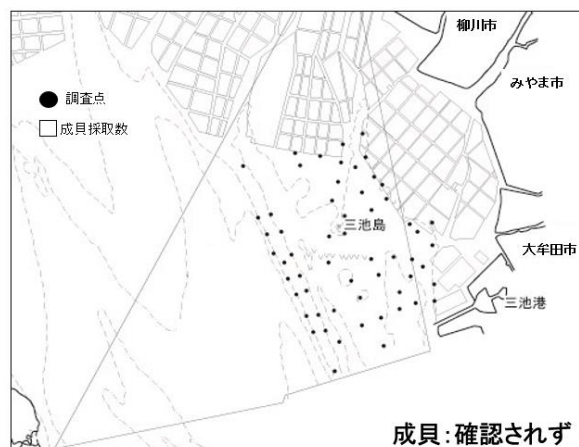 柳川市
みやま市
調査点
成貝採取数
三池島
大牟田市
三池港
成貝:確認されず